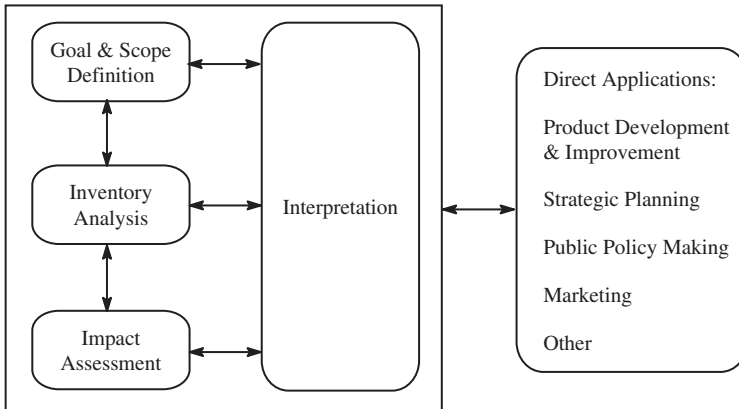 Goal & Scope
Definition
Inventory
Analysis
Impact
Assessment
Interpretation
Direct Applications:
Product Development
& Improvement
Strategic Planning
Public Policy Making
Marketing
Other